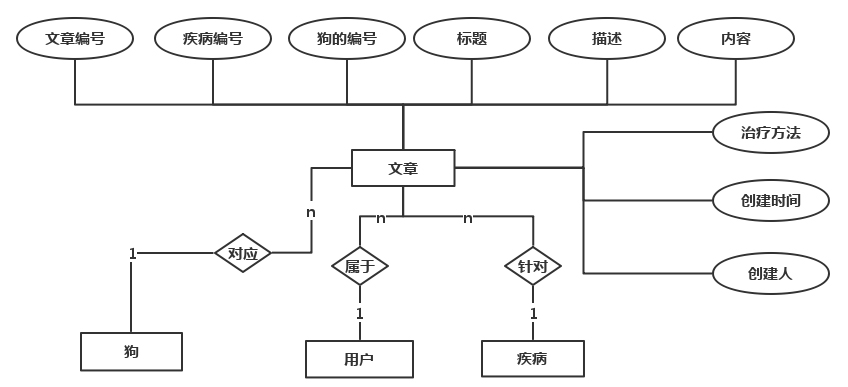 文章编号
疾病编号
狗的编号
标题
描述
内容
治疗方法
文章
创建时间
n
n
n
1
对应
属于
针对
创建人
1
1
狗
用户
疾病